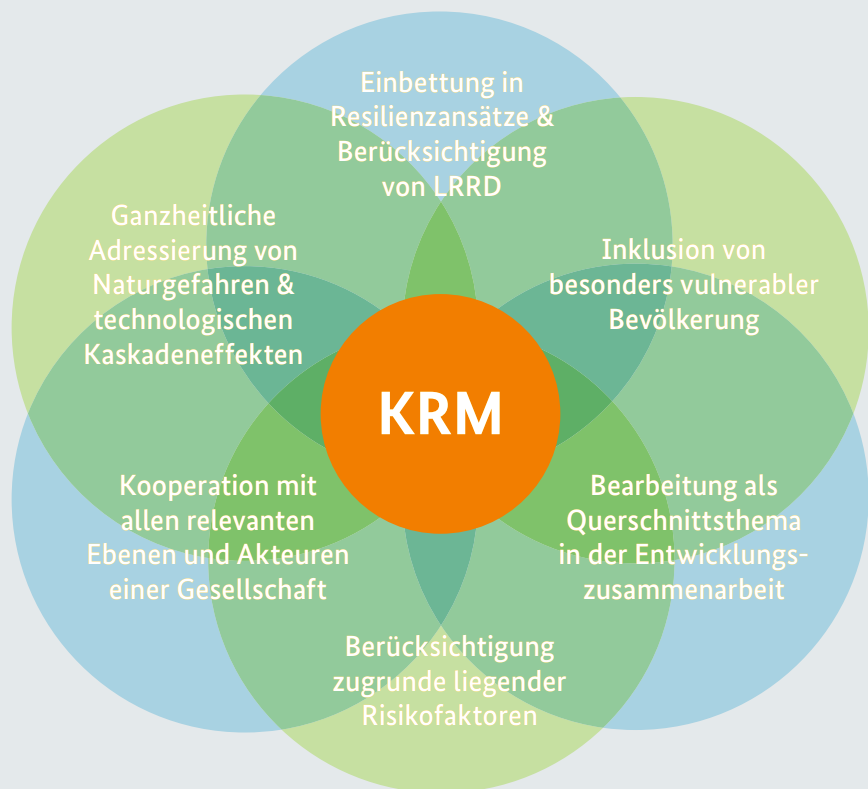 Einbettung in
Resilienzansätze &
Berücksichtigung
von LRRD
Ganzheitliche
Adressierung von
Naturgefahren &
technologischen
Kaskadeneffekten
Inklusion von
besonders vulnerabler
Bevölkerung
KRM
Kooperation mit
allen relevanten
Ebenen und Akteuren
einer Gesellschaft
Bearbeitung als
Querschnittsthema
in der Entwicklungs-
zusammenarbeit
Berücksichtigung
zugrunde liegender
Risikofaktoren